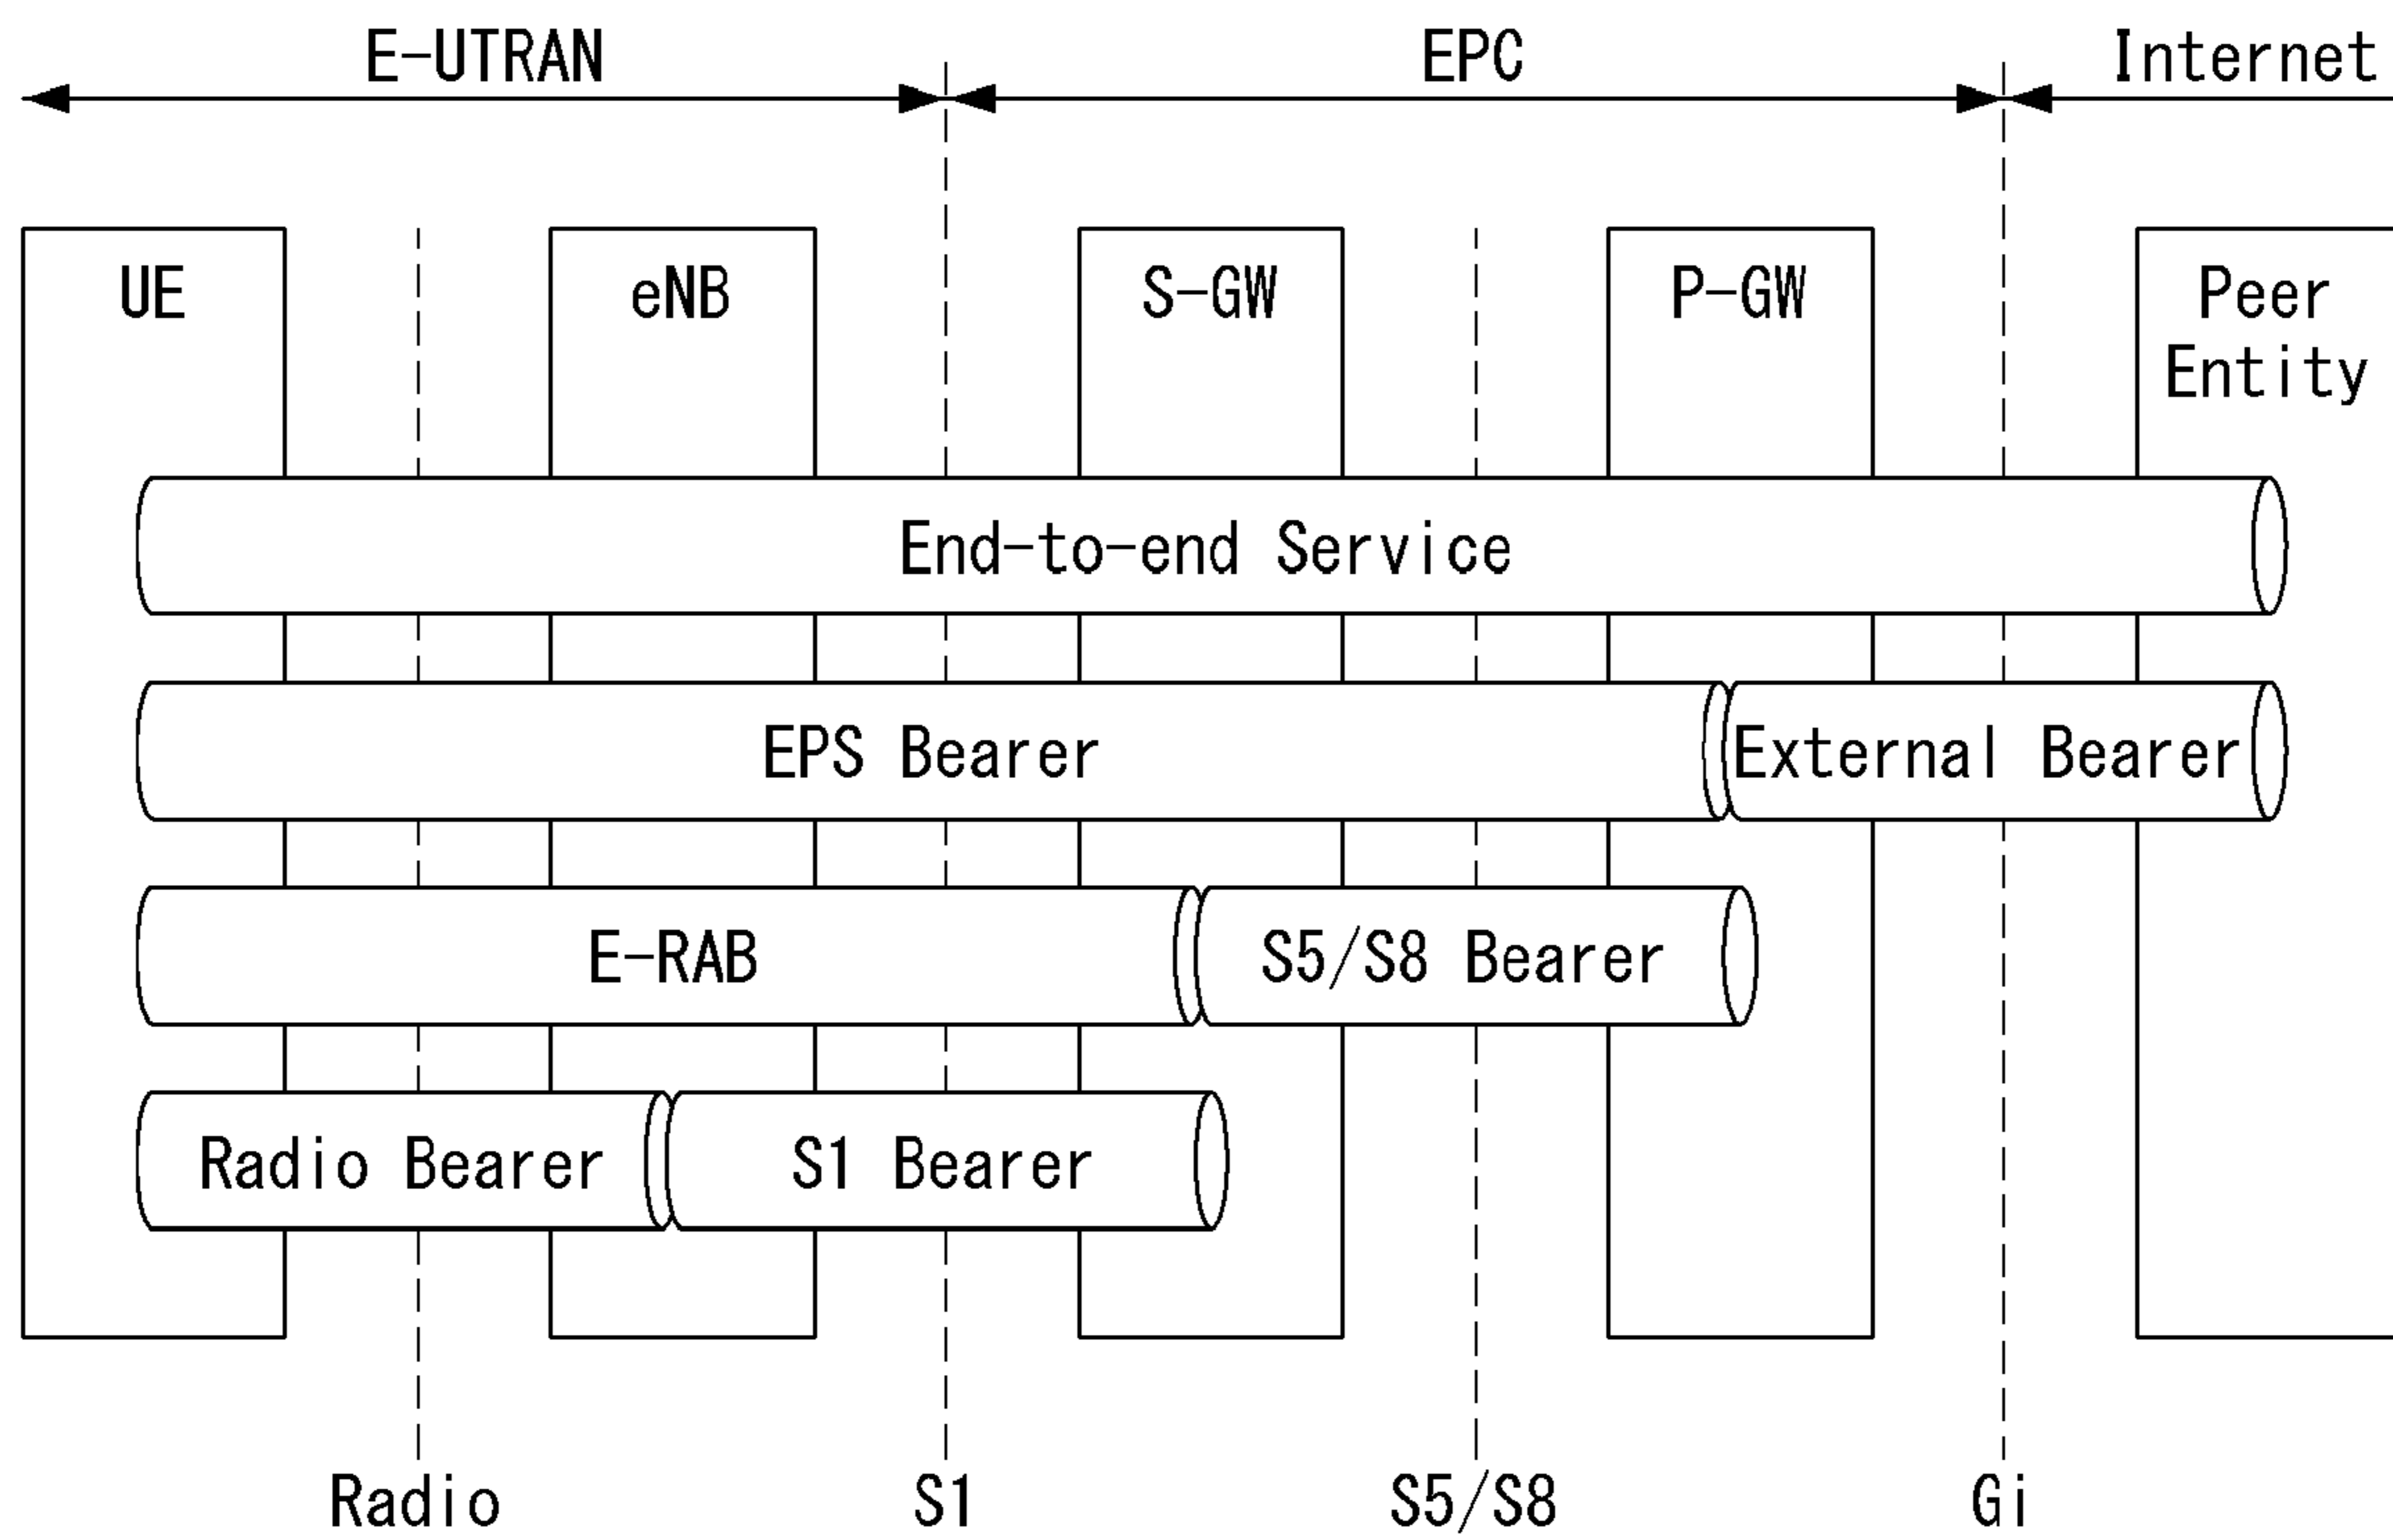 E-UTRAN EPC Internet
UE eNB S-GW P-GW Peer
Entity
End-to-end Service
EPS Bearer External Bearer
E-RAB S5/S8 Bearer
Radio Bearer S1 Bearer
Radio S1 S5/S8 Gi